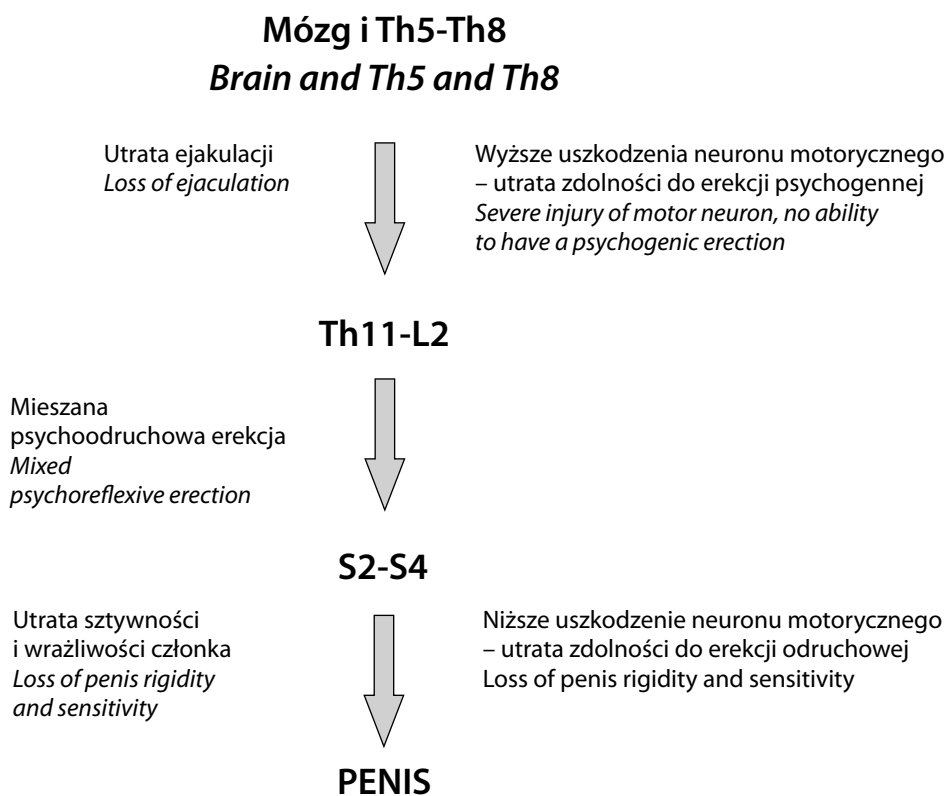 Mózg i Th5-Th8
Brain and Th5 and Th8
Utrata ejakulacji
Loss of ejaculation
Wyższe uszkodzenia neuronu motorycznego
– utrata zdolności do erekcji psychogennej
Severe injury of motor neuron, no ability
to have a psychogenic erection
Th11-L2
Mieszana
psychoodruchowa erekcja
Mixed
psychoreflexive erection
S2-S4
Utrata sztywności
i wrażliwości członka
Loss of penis rigidity
and sensitivity
Niższe uszkodzenie neuronu motorycznego
– utrata zdolności do erekcji odruchowej
Loss of penis rigidity and sensitivity
PENIS